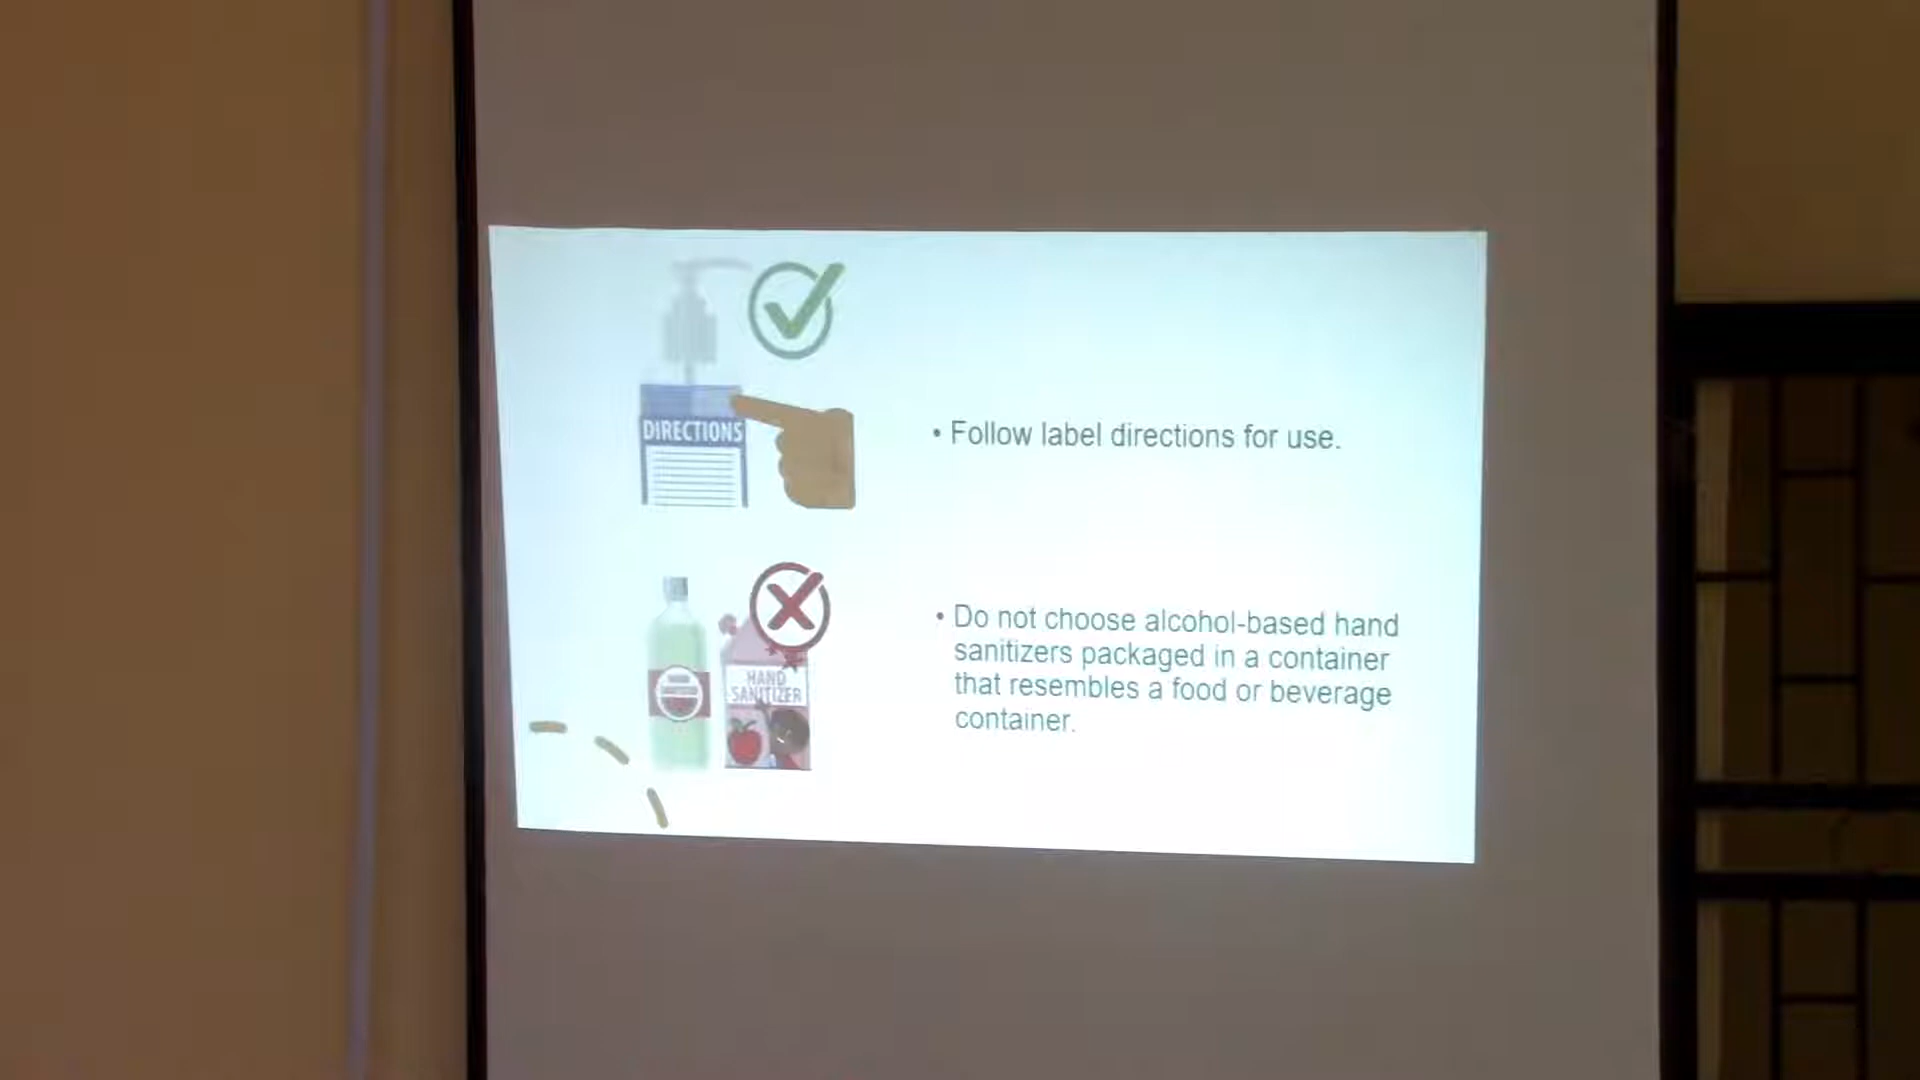 DIRECTIONS
• Follow label directions for use.
HAND
SANITIZER
• Do not choose alcohol-based hand
sanitizers packaged in a container
that resembles a food or beverage
container.